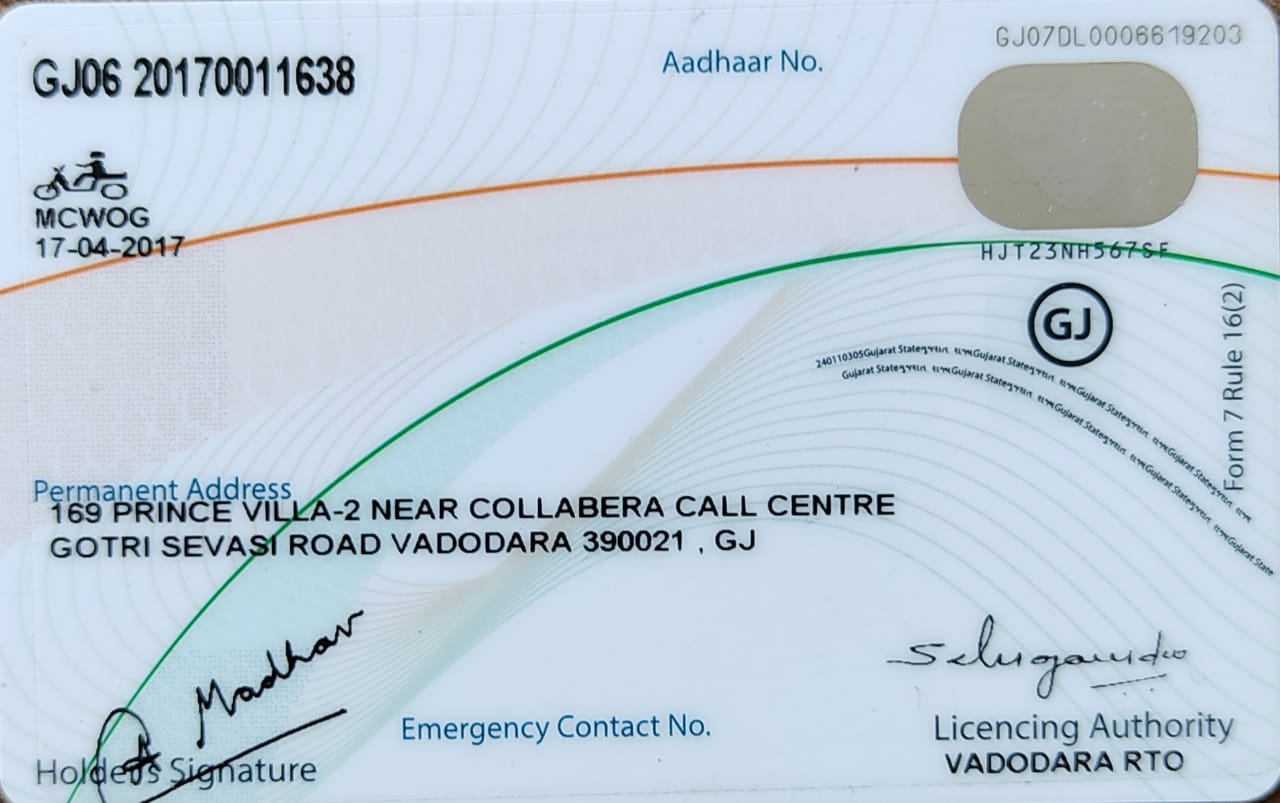 GJ07DL0006619203
GJ06 20170011638
Aadhaar No.
MCWOG
17-04-2017
HJT23NH567SF
GJ
Form 7 Rule 16(2)
240110305Gujarat State Gujarat State Gujarat State Gujarat State
Gujarat State Gujarat State Gujarat State Gujarat State Gujarat State
Permanent Address
169 PRINCE VILLA-2 NEAR COLLABERA CALL CENTRE
GOTRI SEVASI ROAD VADODARA 390021 , GJ
Madhav
Emergency Contact No.
Licencing Authority
VADODARA RTO
Holder's Signature